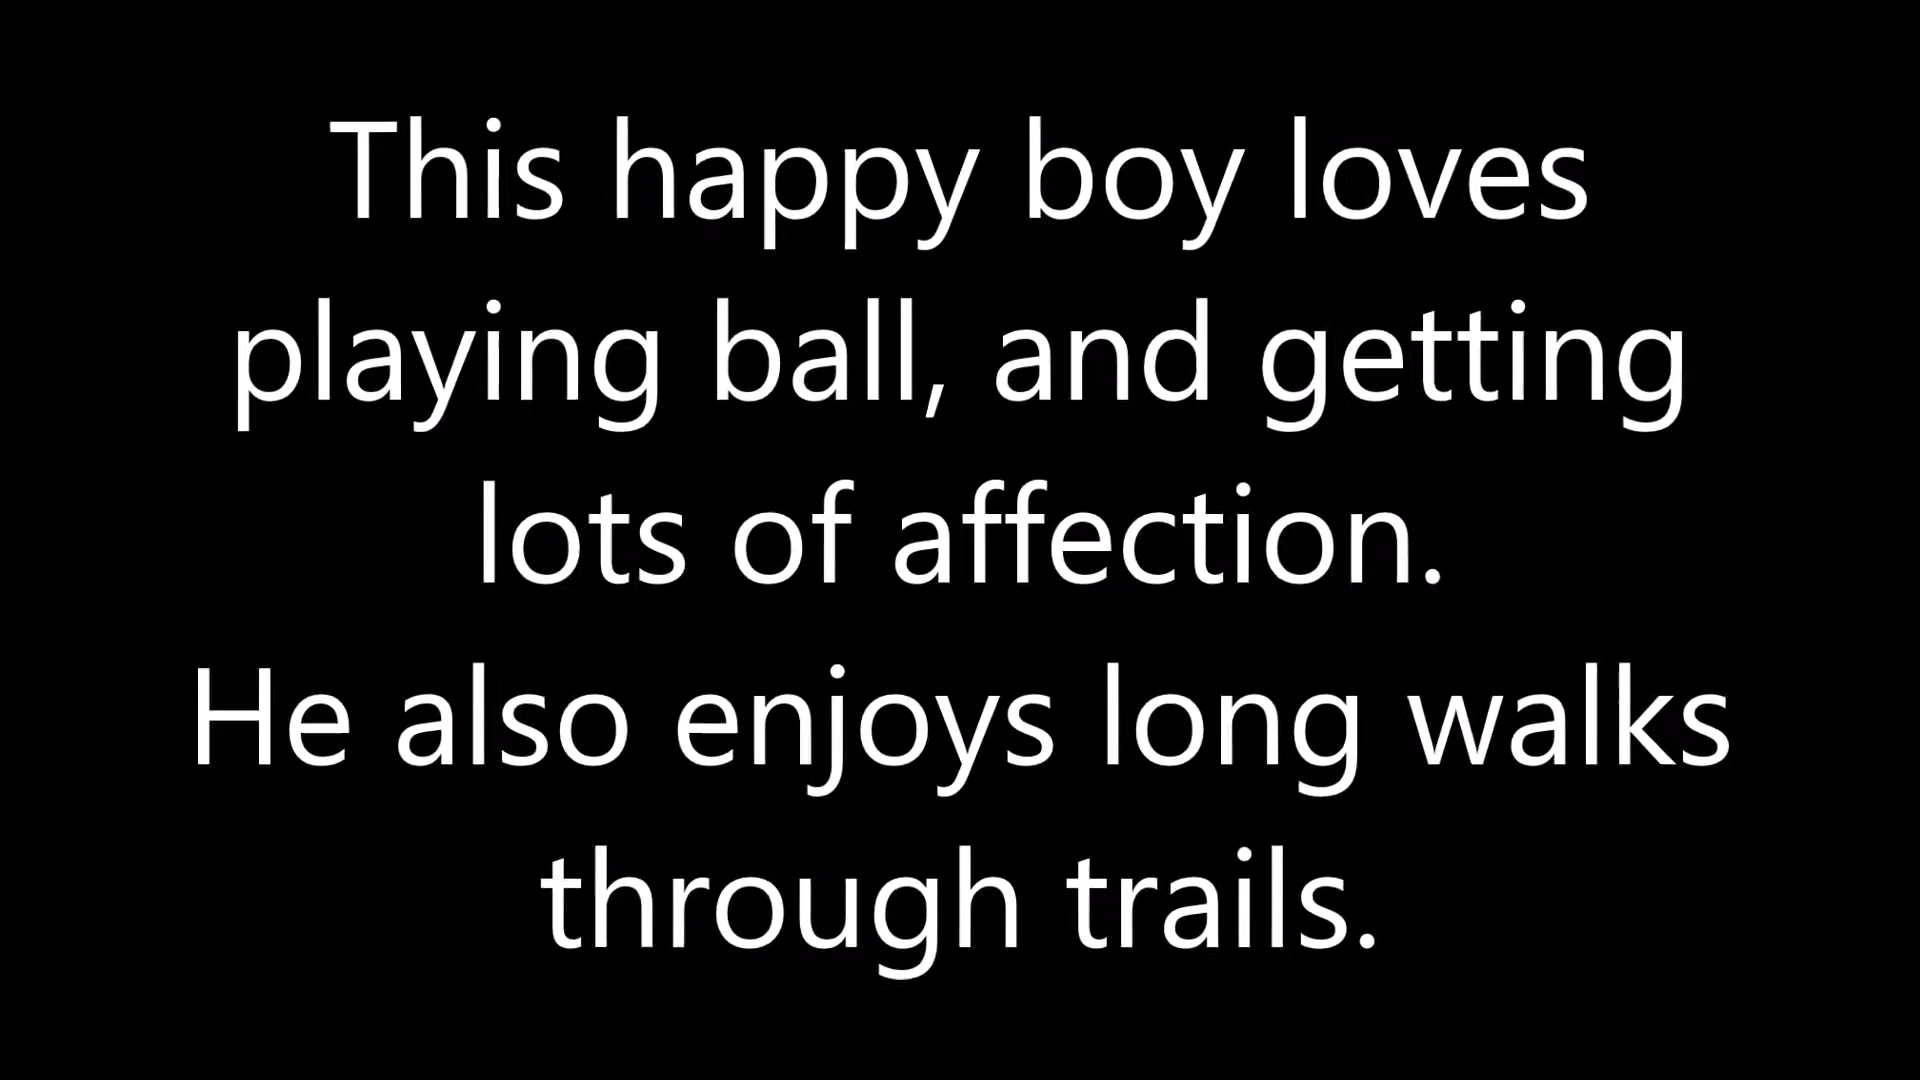 This happy boy loves
playing ball, and getting
lots of affection.
He also enjoys long walks
through trails.